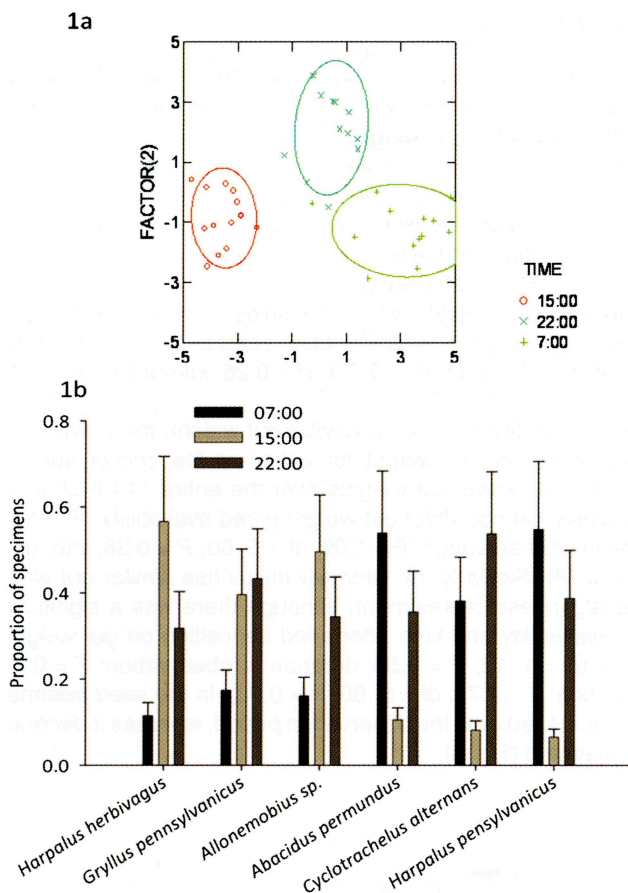 1a
5
3
1
-1
-3
-5
FACTOR(2)
-5 -3 -1 1 3 5
TIME
15:00
22:00
7:00
1b
07:00
15:00
22:00
0.8
0.6
0.4
0.2
0.0
Proportion of specimens
Harpalus herbivagus
Gryllus pennsylvanicus
Allonemobius sp.
Abacidus permundus
Cyclotrachelus alternans
Harpalus pensylvanicus